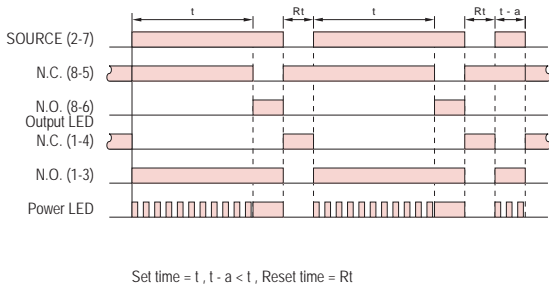 t Rt t Rt t - a
SOURCE (2-7)
N.C. (8-5)
N.O. (8-6)
Output LED
N.C. (1-4)
N.O. (1-3)
Power LED
Set time = t , t - a < t , Reset time = Rt